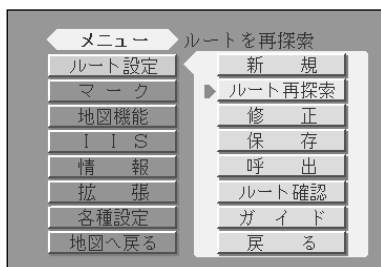 メニュー
ルートを再探索
ルート設定
マーク
地図機能
IIS
情報
拡張
各種設定
地図へ戻る
新規
ルート再探索
修正
保存
呼出
ルート確認
ガイド
戻る